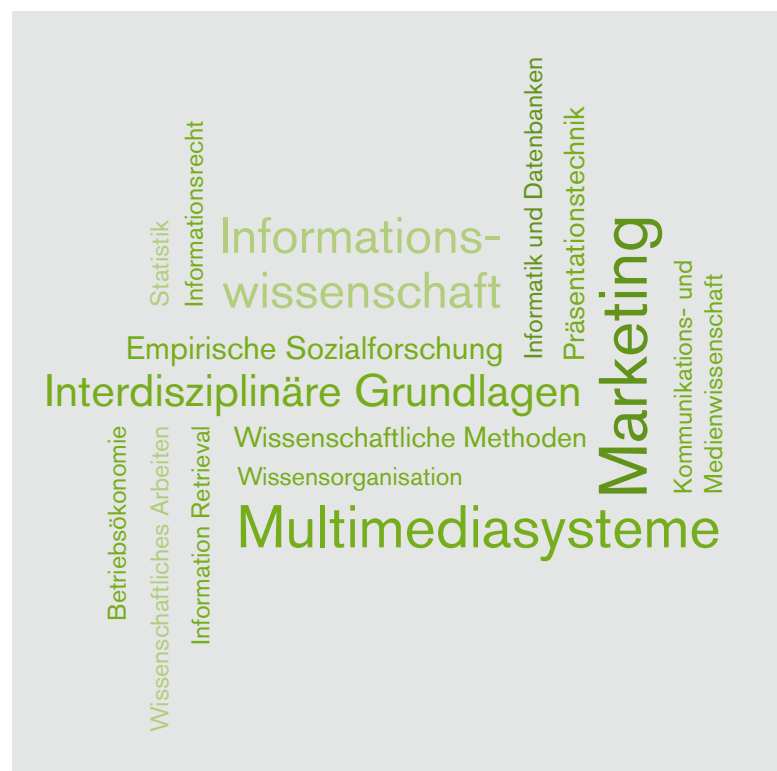 Statistik
Informationsrecht
Informations-
wissenschaft
Informatik und Datenbanken
Präsentationstechnik
Marketing
Kommunikations- und
Medienwissenschaft
Empirische Sozialforschung
Interdisziplinäre Grundlagen
Wissenschaftliche Methoden
Wissensorganisation
Multimediasysteme
Betriebsökonomie
Wissenschaftliches Arbeiten
Information Retrieval